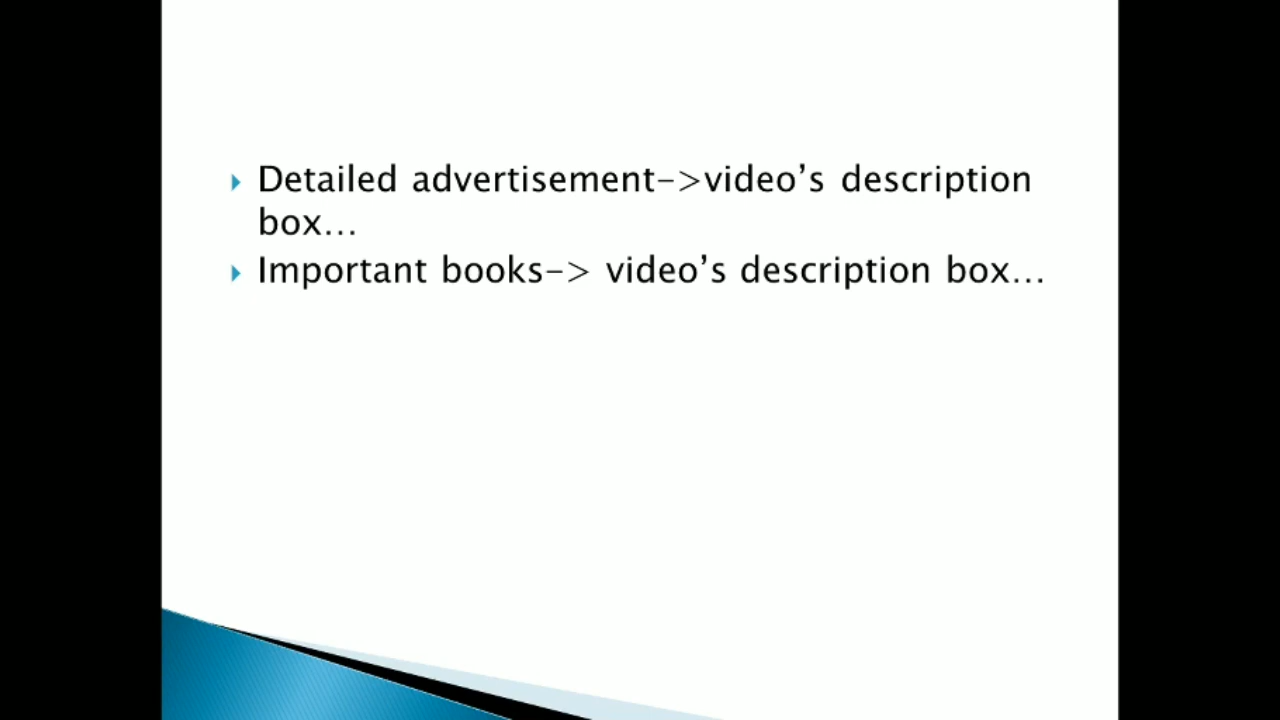 Detailed advertisement->video’s description
box…
Important books-> video’s description box…